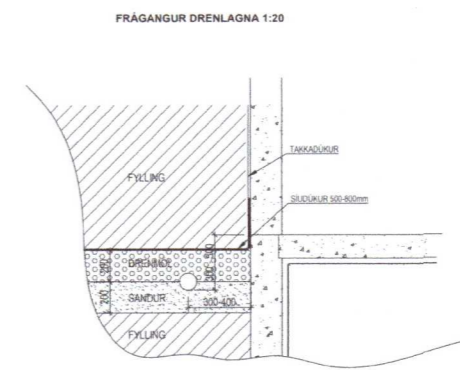 FRÁGANGUR DRENLAGNA 1:20
TAKKADÚKUR
FYLLING
SÍUDÚKUR 500-800mm
DRENMÖL
200
SANDUR
300-400
FYLLING